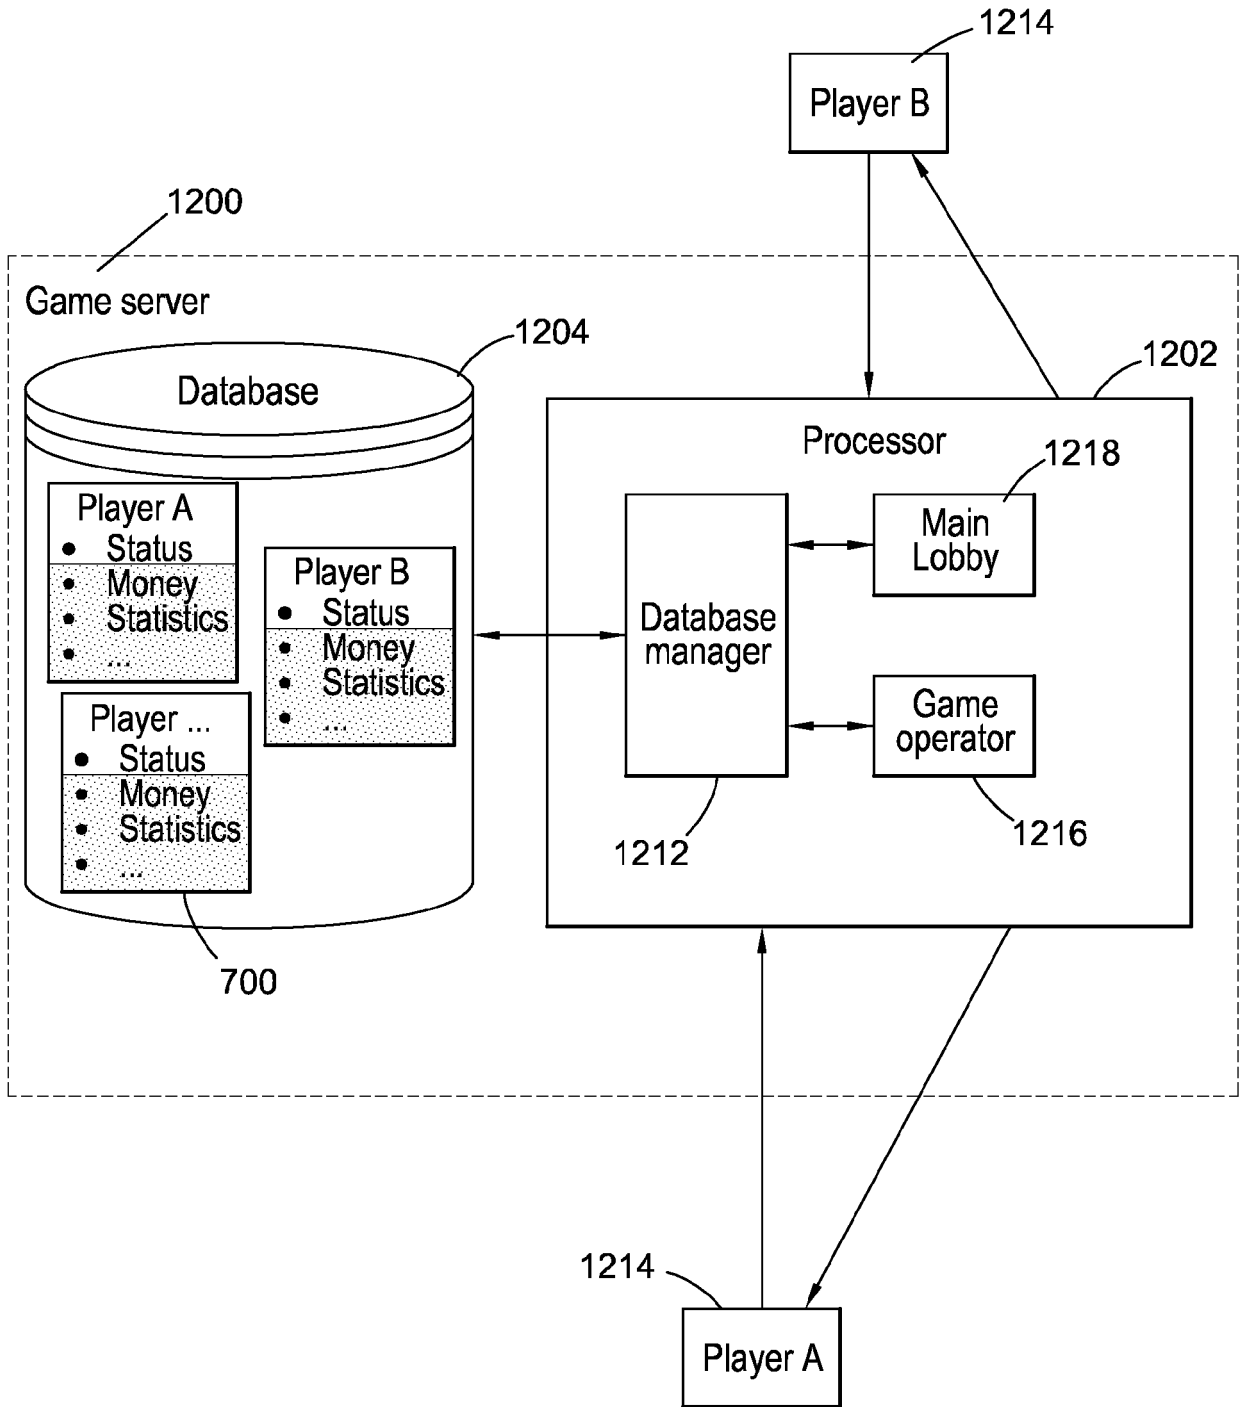 1214
Player B
1200
Game server
1204
Database
1202
Processor
1218
Main
Lobby
Database
manager
Game
operator
1212
1216
Player A
• Status
• Money
• Statistics
• ...
Player B
• Status
• Money
• Statistics
• ...
Player ...
• Status
• Money
• Statistics
• ...
700
1214
Player A